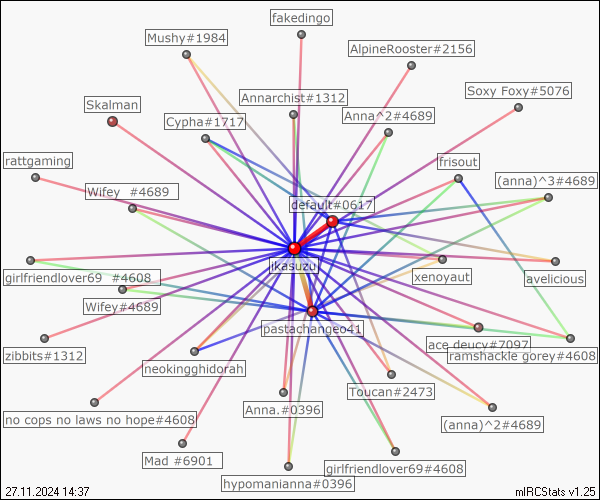 fakedingo
Mushy#1984
AlpineRooster#2156
Annarchist#1312
Soxy Foxy#5076
Skalman
Cypha#1717
Anna^2#4689
rattgaming
frisout
(anna)^3#4689
Wifey #4689
default#0617
ikasuzu
girlfriendlover69 #4608
xenoyaut
avelicious
Wifey#4689
pastachangeo41
zibbits#1312
ace deucy#7097
ramshackle gorey#4608
neokingghidorah
Toucan#2473
no cops no laws no hope#4608
Anna.#0396
(anna)^2#4689
Mad #6901
girlfriendlover69#4608
hypomanianna#0396
27.11.2024 14:37
mIRCStats v1.25